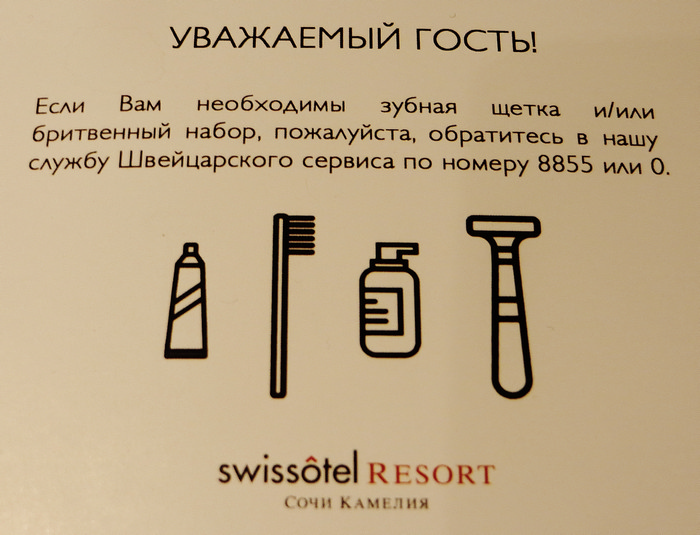 УВАЖАЕМЫЙ ГОСТЬ!
Если Вам необходимы зубная щетка и/или
бритвенный набор, пожалуйста, обратитесь в нашу
службу Швейцарского сервиса по номеру 8855 или 0.
swissôtel RESORT
СОЧИ КАМЕЛИЯ